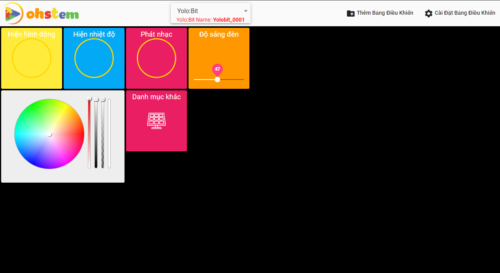 ohstem
Yolo:Bit
Yolo:Bit Name: Yolobit_0001
Thêm Bảng Điều Khiển
Cài Đặt Bảng Điều Khiển
Hiện hình động
Hiện nhiệt độ
Phát nhạc
Độ sáng đèn
47
Danh mục khác